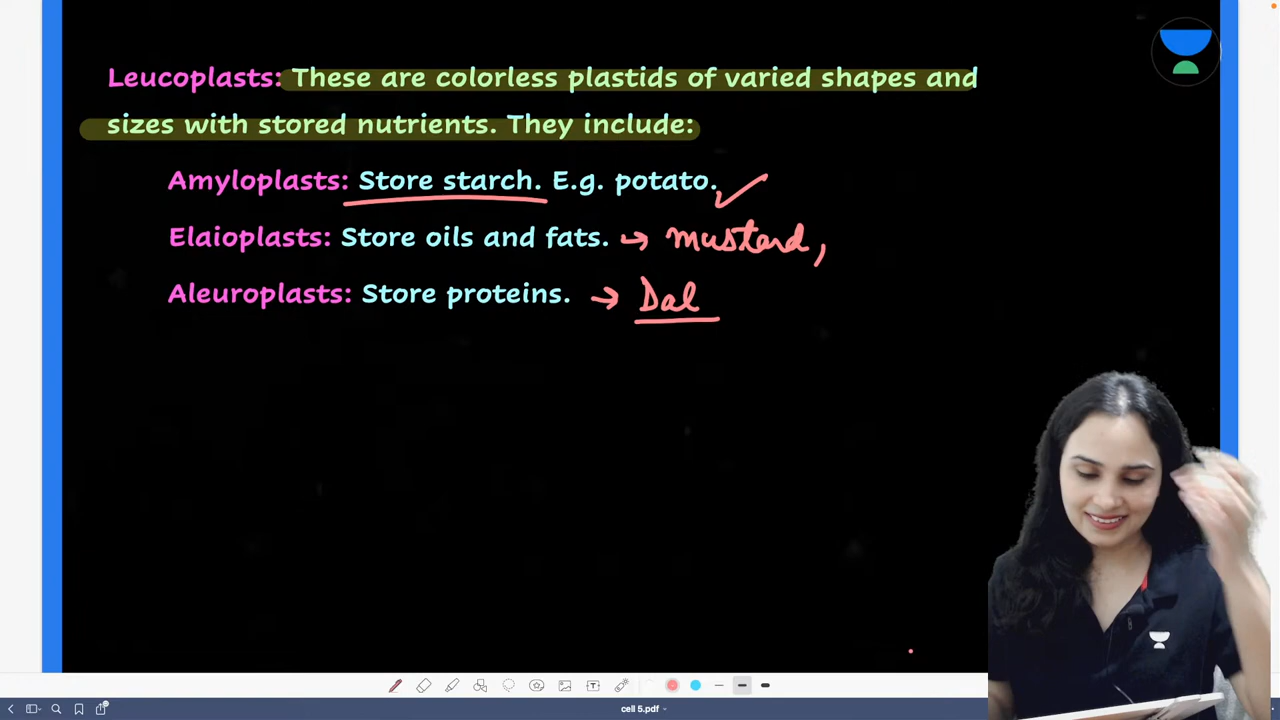 Leucoplasts: These are colorless plastids of varied shapes and
sizes with stored nutrients. They include:
Amyloplasts: Store starch. E.g. potato.
Elaioplasts: Store oils and fats. → mustard,
Aleuroplasts: Store proteins. → Dal
cell 5.pdf